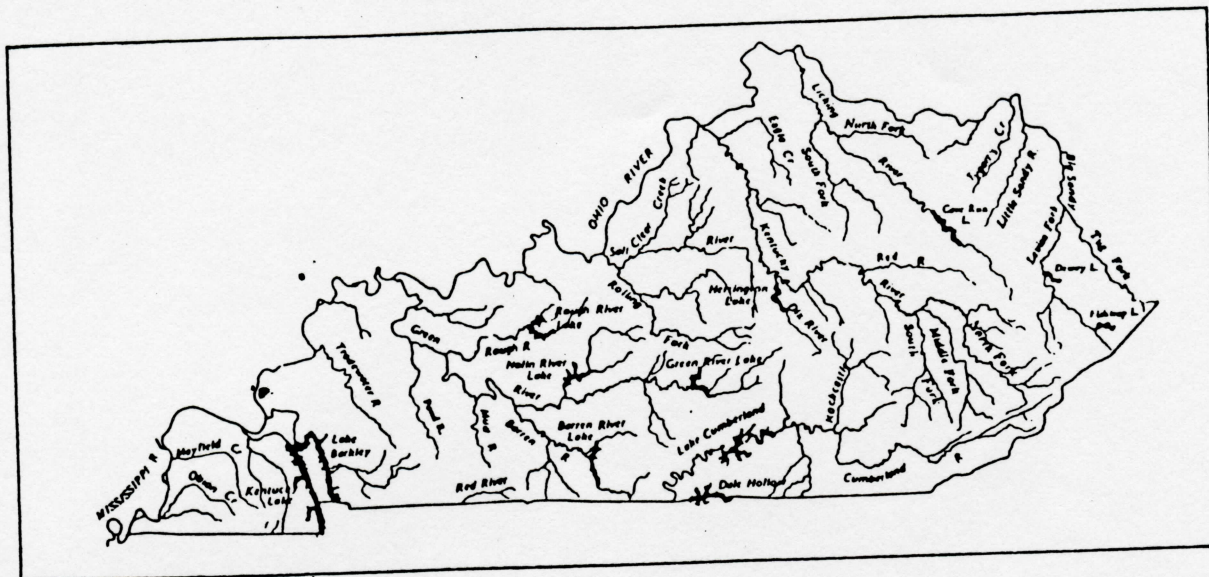 Licking
North Fork
Eagle Cr
South Fork
River
Tygarts Cr
Little Sandy R.
Big Sandy
Cave Run
L.
Levisa Fork
Tug Fork
Dewey L.
Fishtrap L.
OHIO RIVER
Salt
Clear Creek
River
Kentucky
Red R
River
Herrington
Lake
Dix River
South
Fork
Middle Fork
North Fork
Rockcastle
Rolling
Fork
Rough River
Lake
Green
Rough R
Nolin River
Lake
Green River Lake
River
Tradewater R
Pond R.
Mud R
Barren
R
Barren River
Lake
Lake Cumberland
Dale Hollow
Cumberland R
Red River
Lake
Barkley
Mayfield C.
Obion C.
Kentucky
Lake
MISSISSIPPI R